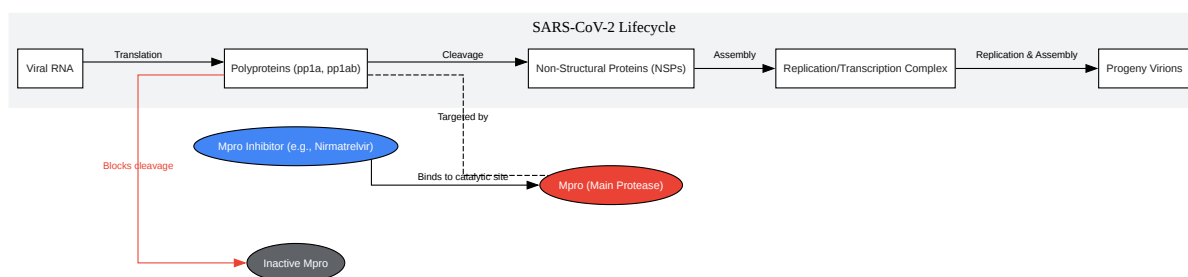 SARS-CoV-2 Lifecycle
Translation
Cleavage
Assembly
Replication & Assembly
Viral RNA
Polyproteins (pp1a, pp1ab)
Non-Structural Proteins (NSPs)
Replication/Transcription Complex
Progeny Virions
Targeted by
Mpro Inhibitor (e.g., Nirmatrelvir)
Blocks cleavage
Binds to catalytic site
Mpro (Main Protease)
Inactive Mpro